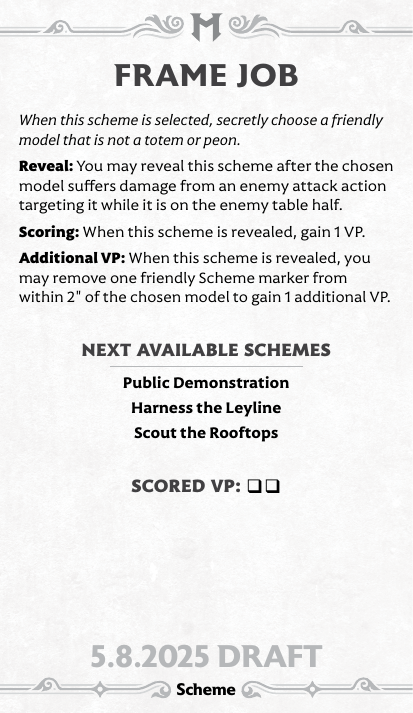 FRAME JOB
When this scheme is selected, secretly choose a friendly
model that is not a totem or peon.
Reveal: You may reveal this scheme after the chosen
model suffers damage from an enemy attack action
targeting it while it is on the enemy table half.
Scoring: When this scheme is revealed, gain 1 VP.
Additional VP: When this scheme is revealed, you
may remove one friendly Scheme marker from
within 2" of the chosen model to gain 1 additional VP.
NEXT AVAILABLE SCHEMES
Public Demonstration
Harness the Leyline
Scout the Rooftops
SCORED VP: ❏❏
5.8.2025 DRAFT
Scheme